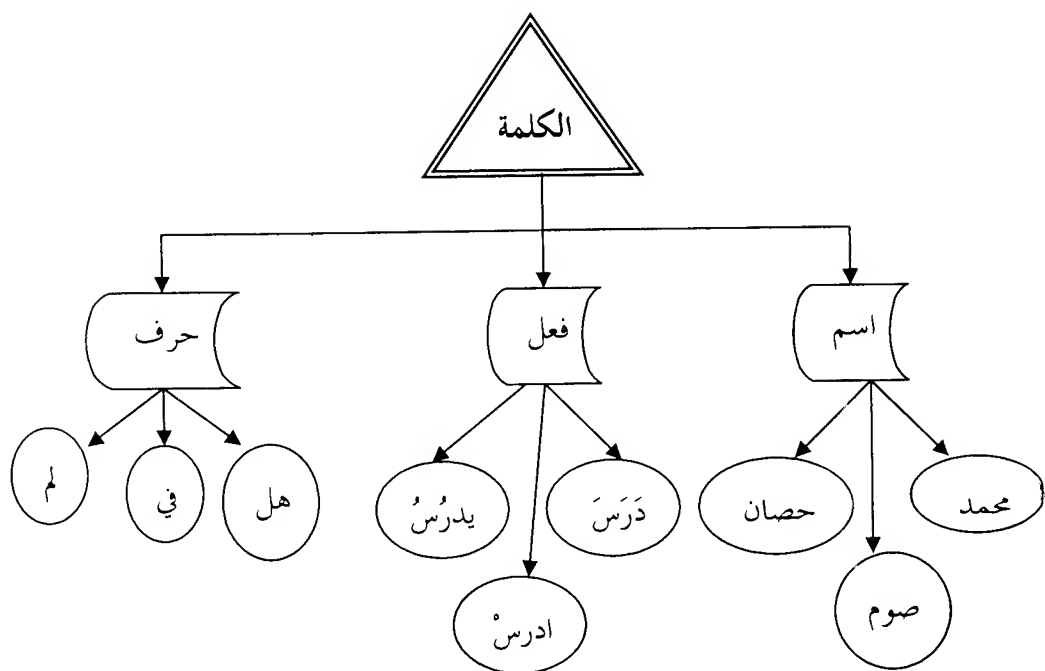 الكلمة
اسم
فعل
حرف
محمد
صوم
حصان
دَرَسَ
ادرسْ
يدرُسُ
هل
في
لم